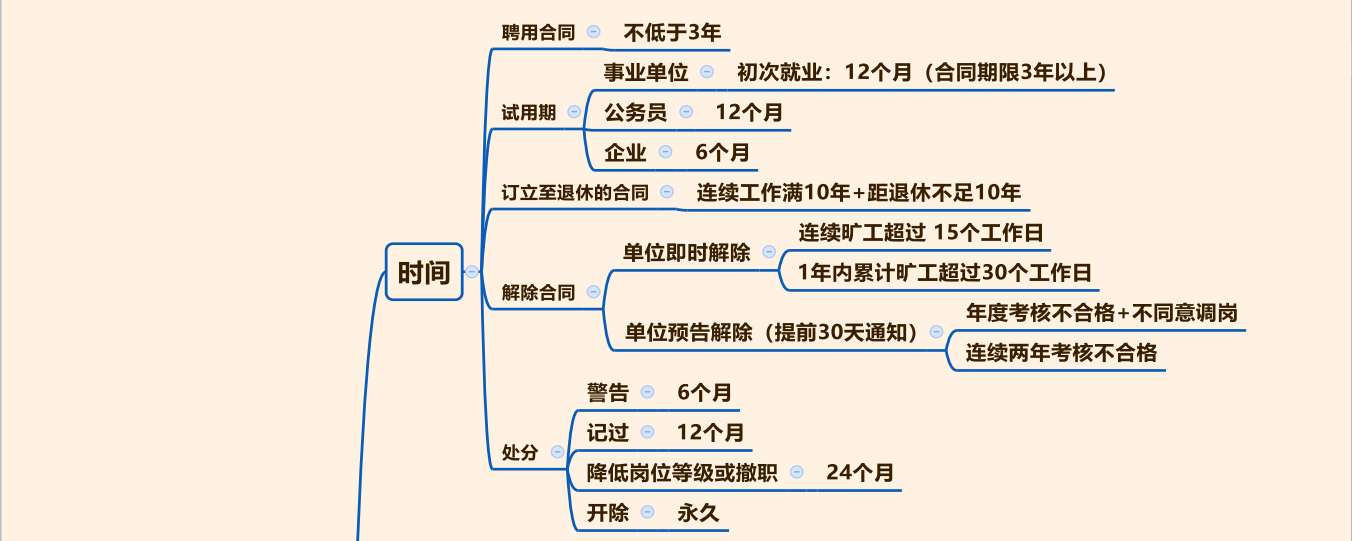 聘用合同 不低于3年
事业单位 初次就业：12个月（合同期限3年以上）
试用期 公务员 12个月
企业 6个月
订立至退休的合同 连续工作满10年+距退休不足10年
连续旷工超过 15个工作日
单位即时解除
时间 1年内累计旷工超过30个工作日
解除合同
年度考核不合格+不同意调岗
单位预告解除（提前30天通知）
连续两年考核不合格
警告 6个月
记过 12个月
处分
降低岗位等级或撤职 24个月
开除 永久